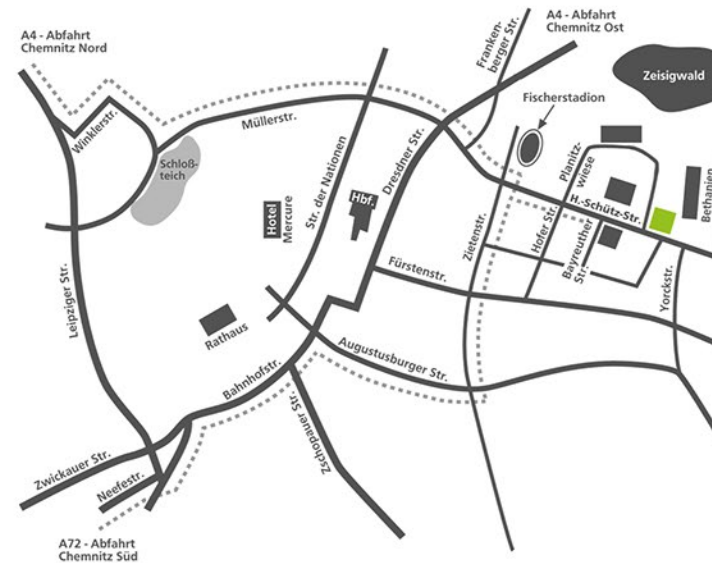 A4 - Abfahrt
Chemnitz Nord
A4 - Abfahrt
Chemnitz Ost
Franken-
berger Str.
Zeisigwald
Fischerstadion
Winklerstr.
Müllerstr.
Schloß-
teich
Str. der Nationen
Dresdner Str.
Planitz-
wiese
Bethanien
Hotel
Mercure
Hbf.
H.-Schütz-Str.
Zietenstr.
Hofer Str.
Bayreuther
Str.
Leipziger Str.
Fürstenstr.
Yorckstr.
Rathaus
Augustusburger Str.
Bahnhofstr.
Zschopauer Str.
Zwickauer Str.
Neefestr.
A72 - Abfahrt
Chemnitz Süd